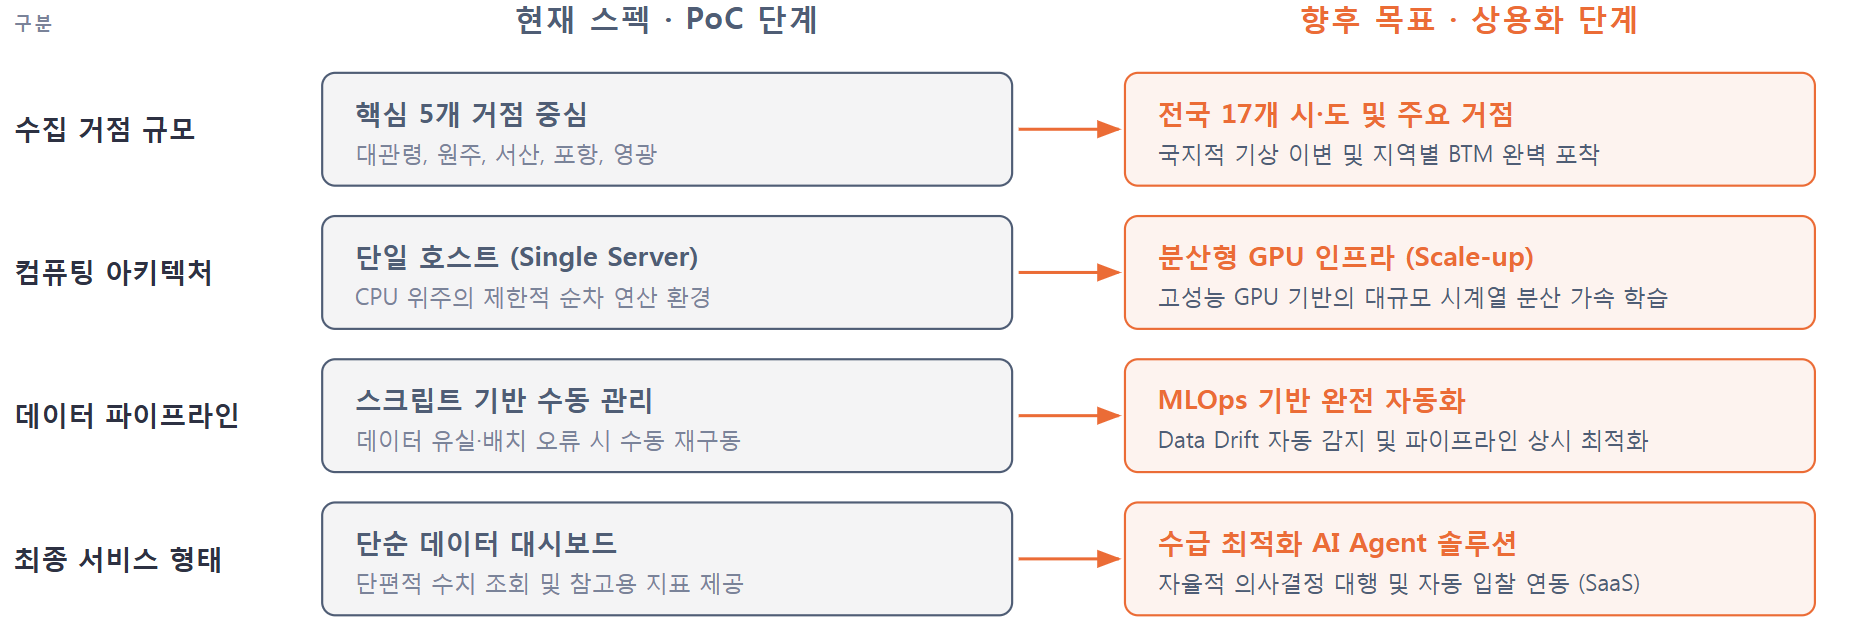 구분
현재 스펙 · PoC 단계
향후 목표 · 상용화 단계
수집 거점 규모
핵심 5개 거점 중심
대관령, 원주, 서산, 포항, 영광
전국 17개 시·도 및 주요 거점
국지적 기상 이변 및 지역별 BTM 완벽 포착
컴퓨팅 아키텍처
단일 호스트 (Single Server)
CPU 위주의 제한적 순차 연산 환경
분산형 GPU 인프라 (Scale-up)
고성능 GPU 기반의 대규모 시계열 분산 가속 학습
데이터 파이프라인
스크립트 기반 수동 관리
데이터 유실·배치 오류 시 수동 재구동
MLOps 기반 완전 자동화
Data Drift 자동 감지 및 파이프라인 상시 최적화
최종 서비스 형태
단순 데이터 대시보드
단편적 수치 조회 및 참고용 지표 제공
수급 최적화 AI Agent 솔루션
자율적 의사결정 대행 및 자동 입찰 연동 (SaaS)